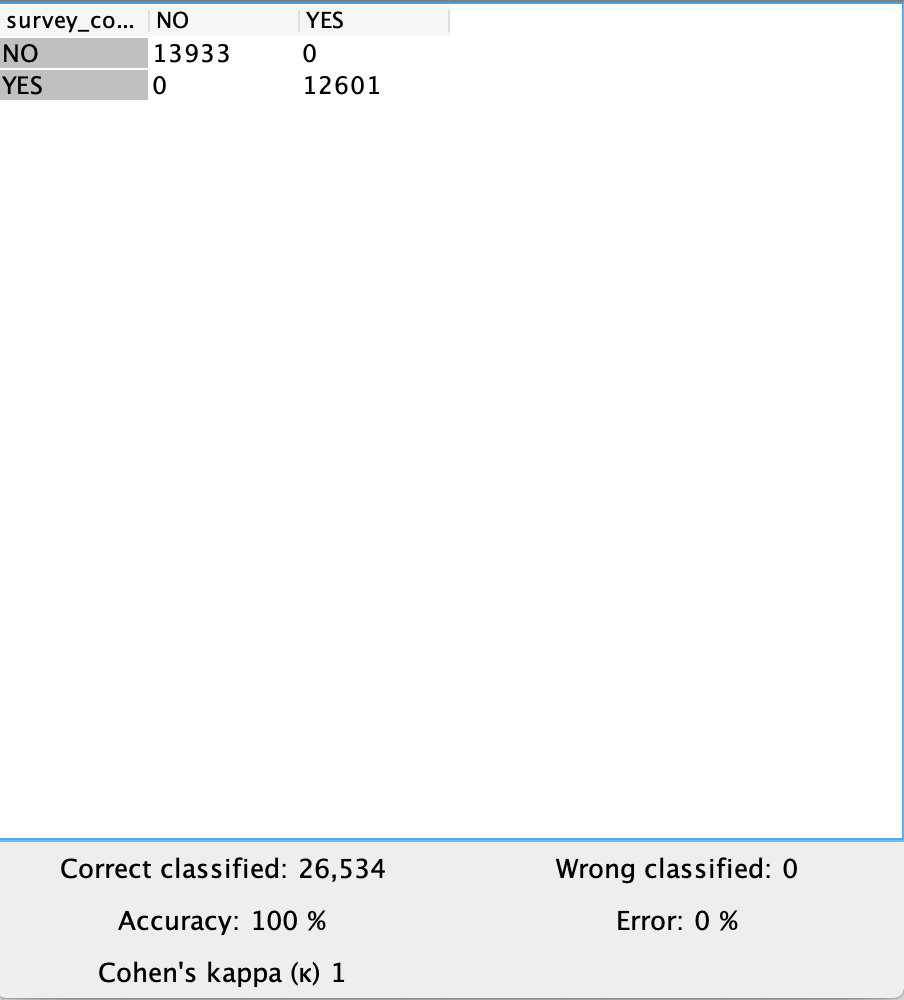 survey_co... NO YES
NO 13933 0
YES 0 12601
Correct classified: 26,534 Wrong classified: 0
Accuracy: 100 % Error: 0 %
Cohen's kappa (κ) 1